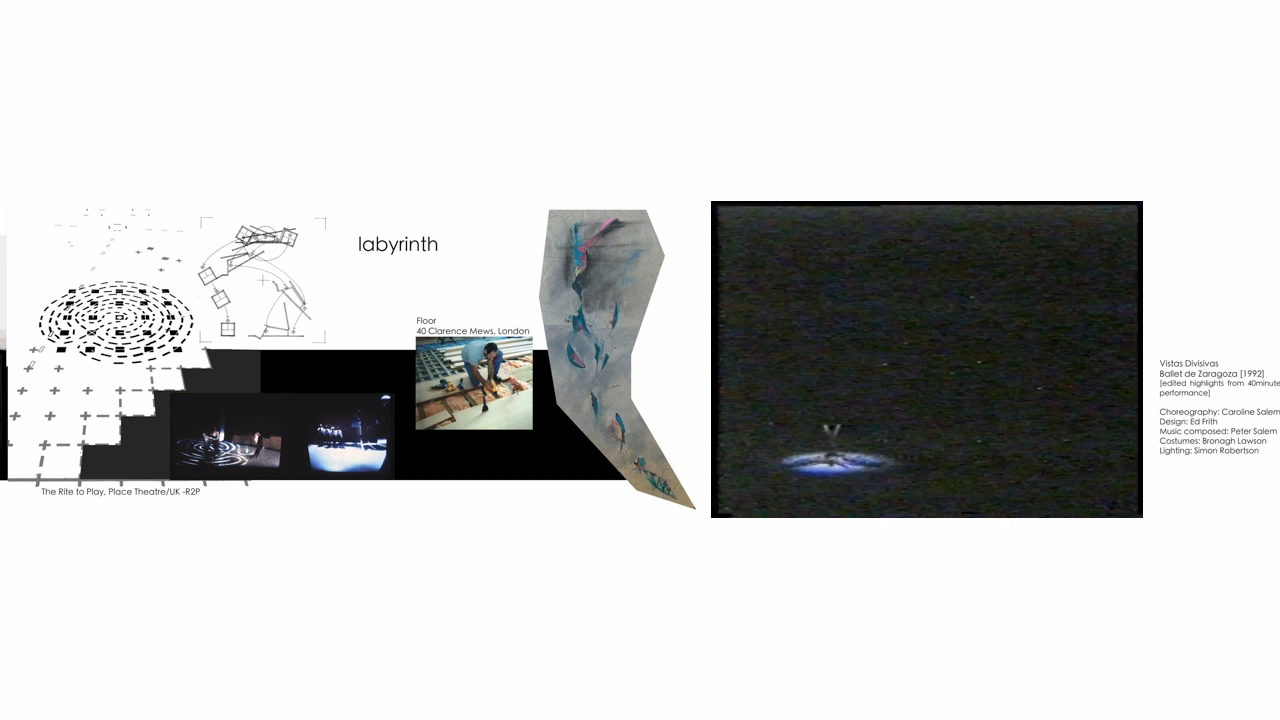 labyrinth
Floor
40 Clarence Mews, London
The Rite to Play, Place Theatre/UK -R2P
Vistas Divisivas
Ballet de Zaragoza [1992]
[edited highlights from 40minute
performance]
Choreography: Caroline Salem
Design: Ed Frith
Music composed: Peter Salem
Costumes: Bronagh Lawson
Lighting: Simon Robertson